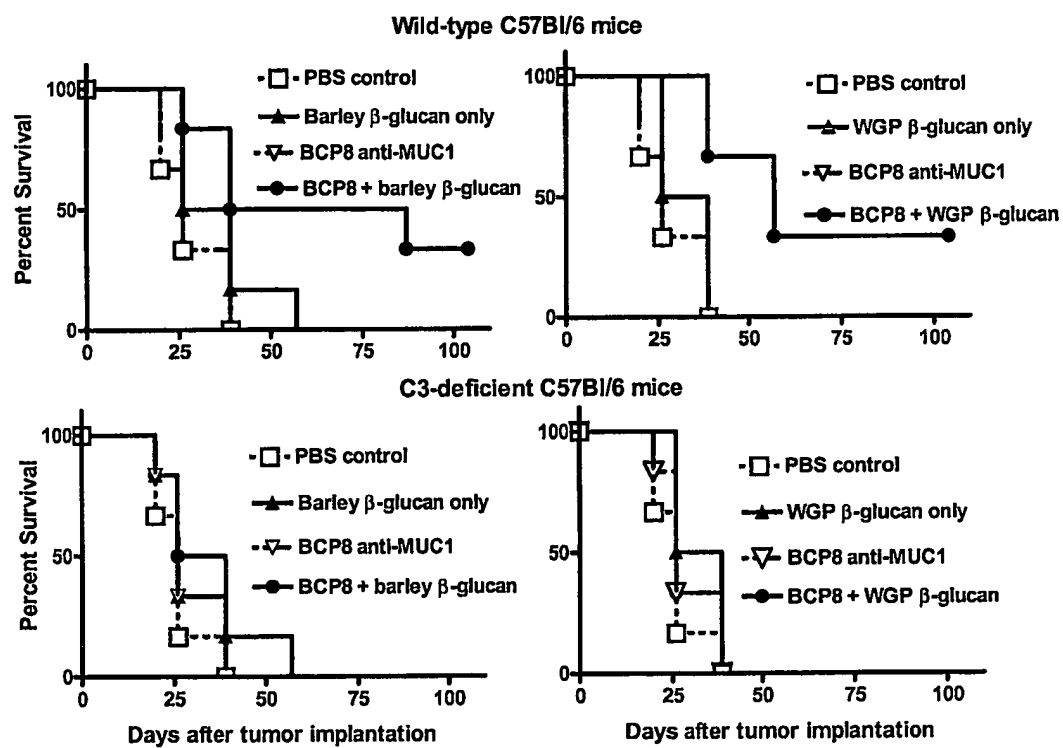 Wild-type C57Bl/6 mice
Percent Survival
100
50
0
0 25 50 75 100
PBS control
Barley β-glucan only
BCP8 anti-MUC1
BCP8 + barley β-glucan
100
50
0
0 25 50 75 100
PBS control
WGP β-glucan only
BCP8 anti-MUC1
BCP8 + WGP β-glucan
C3-deficient C57Bl/6 mice
Percent Survival
100
50
0
0 25 50 75 100
Days after tumor implantation
PBS control
Barley β-glucan only
BCP8 anti-MUC1
BCP8 + barley β-glucan
100
50
0
0 25 50 75 100
Days after tumor implantation
PBS control
WGP β-glucan only
BCP8 anti-MUC1
BCP8 + WGP β-glucan